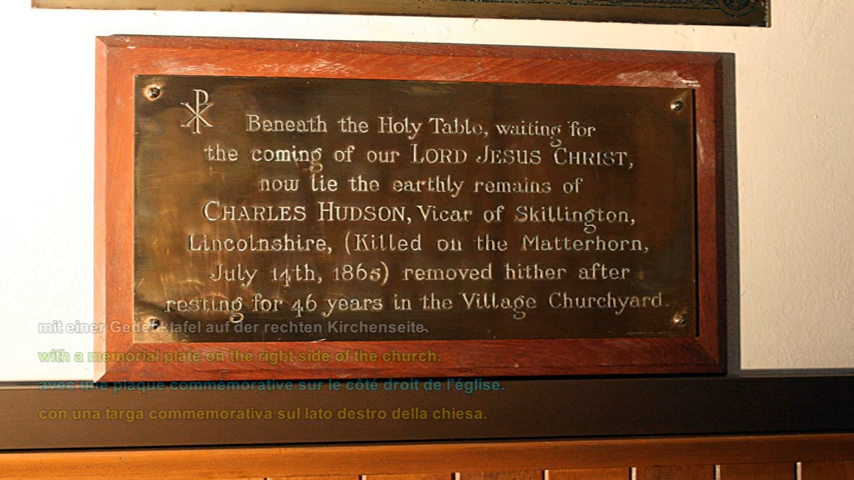 Beneath the Holy Table, waiting for
the coming of our LORD JESUS CHRIST,
now lie the earthly remains of
CHARLES HUDSON, Vicar of Skillington,
Lincolnshire, (Killed on the Matterhorn,
July 14th, 1865) removed hither after
resting for 46 years in the Village Churchyard.
mit einer Gedenktafel auf der rechten Kirchenseite.
with a memorial plate on the right side of the church.
avec une plaque commémorative sur le côté droit de l'église.
con una targa commemorativa sul lato destro della chiesa.